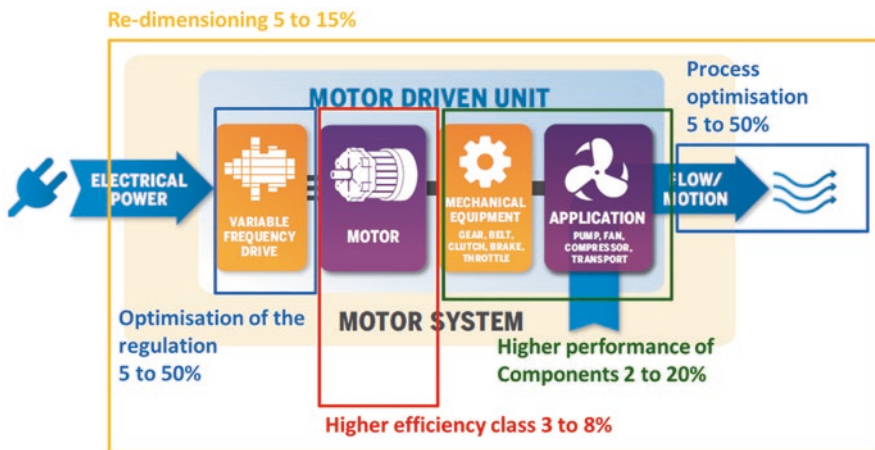 Re-dimensioning 5 to 15%
MOTOR DRIVEN UNIT
Process
optimisation
5 to 50%
ELECTRICAL
POWER
VARIABLE
FREQUENCY
DRIVE
MOTOR
MECHANICAL
EQUIPMENT
GEAR, BELT,
CLUTCH, BRAKE,
THROTTLE
APPLICATION
PUMP, FAN,
COMPRESSOR,
TRANSPORT
FLOW/
MOTION
Optimisation of the
regulation
5 to 50%
MOTOR SYSTEM
Higher performance of
Components 2 to 20%
Higher efficiency class 3 to 8%